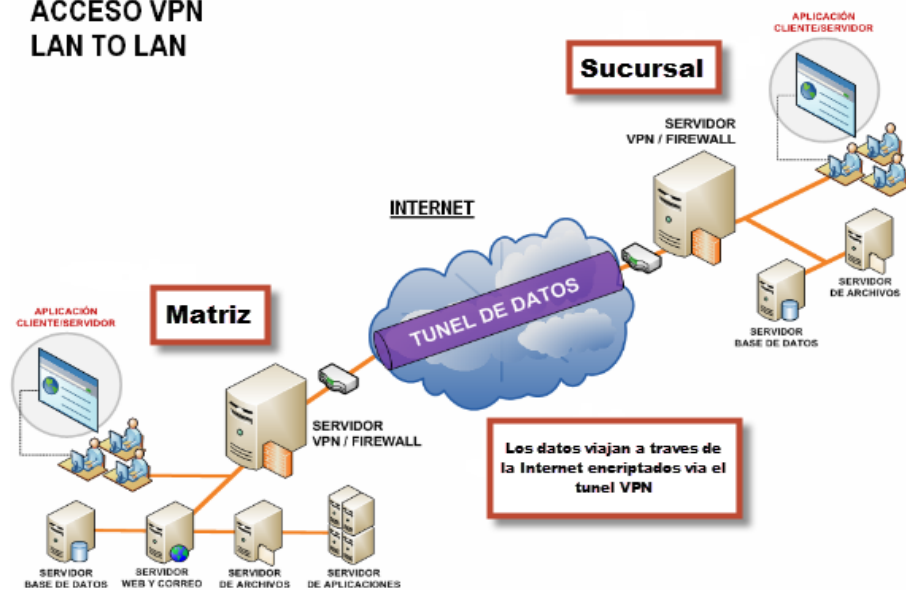 ACCESO VPN
LAN TO LAN
APLICACIÓN
CLIENTE/SERVIDOR
Sucursal
SERVIDOR
VPN / FIREWALL
INTERNET
TUNEL DE DATOS
SERVIDOR
DE ARCHIVOS
SERVIDOR
BASE DE DATOS
Matriz
APLICACIÓN
CLIENTE/SERVIDOR
SERVIDOR
VPN / FIREWALL
Los datos viajan a traves de
la Internet encriptados via el
tunel VPN
SERVIDOR
BASE DE DATOS
SERVIDOR
WEB Y CORREO
SERVIDOR
DE ARCHIVOS
SERVIDOR
DE APLICACIONES